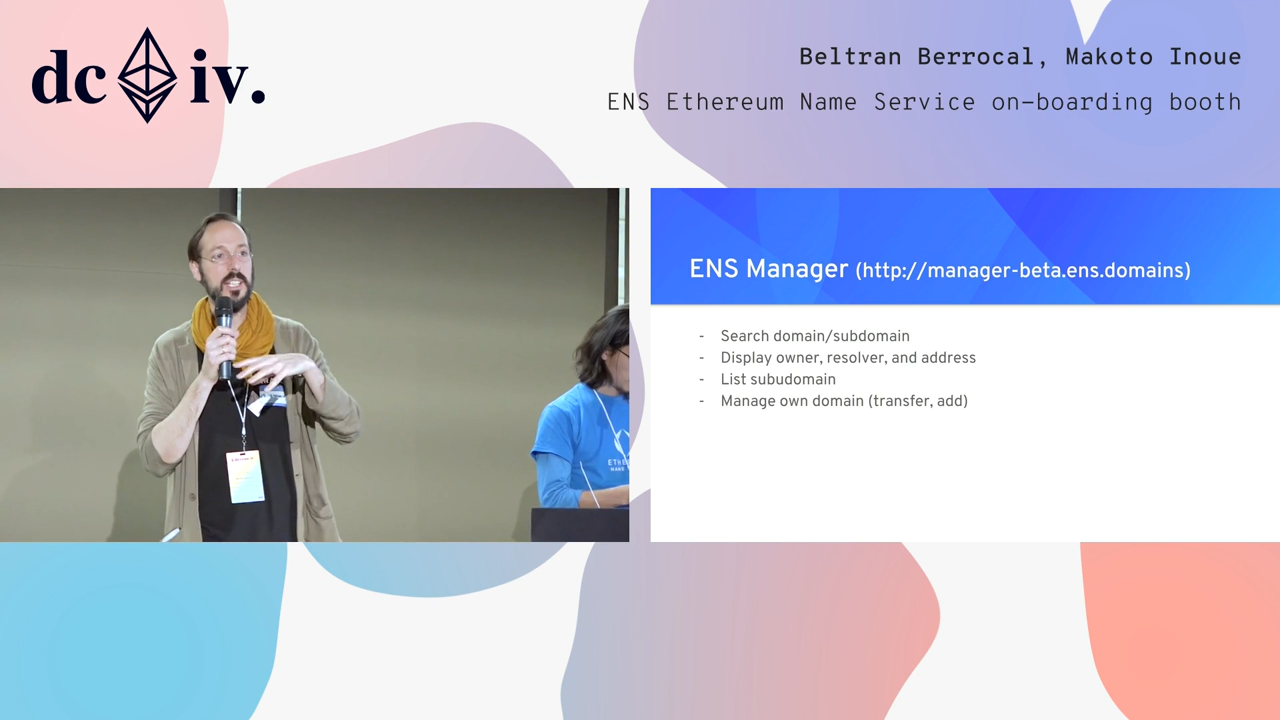 dc iv.
Beltran Berrocal, Makoto Inoue
ENS Ethereum Name Service on-boarding booth
ENS Manager (http://manager-beta.ens.domains)
- Search domain/subdomain
- Display owner, resolver, and address
- List subudomain
- Manage own domain (transfer, add)